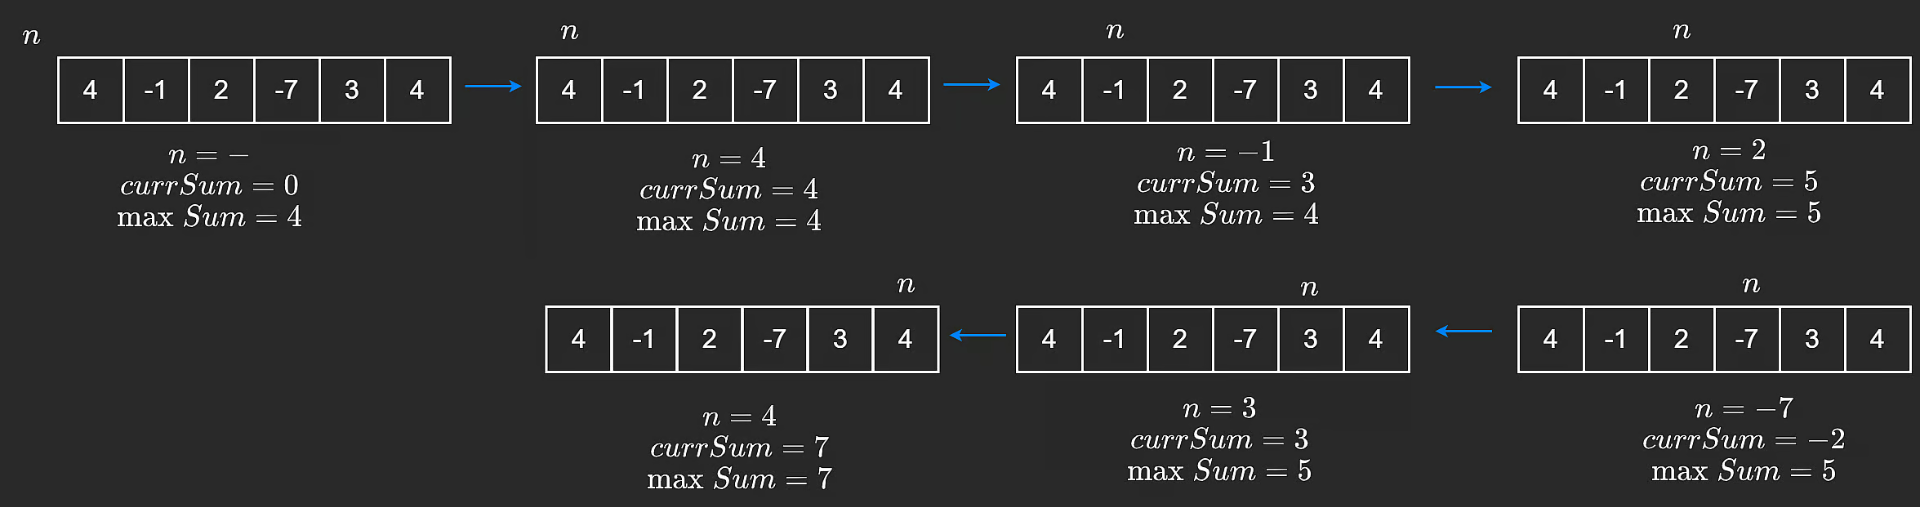 n
4 -1 2 -7 3 4
n = −
currSum = 0
max Sum = 4
n
4 -1 2 -7 3 4
n = 4
currSum = 4
max Sum = 4
n
4 -1 2 -7 3 4
n = −1
currSum = 3
max Sum = 4
n
4 -1 2 -7 3 4
n = 2
currSum = 5
max Sum = 5
n
4 -1 2 -7 3 4
n = −7
currSum = −2
max Sum = 5
n
4 -1 2 -7 3 4
n = 3
currSum = 3
max Sum = 5
n
4 -1 2 -7 3 4
n = 4
currSum = 7
max Sum = 7